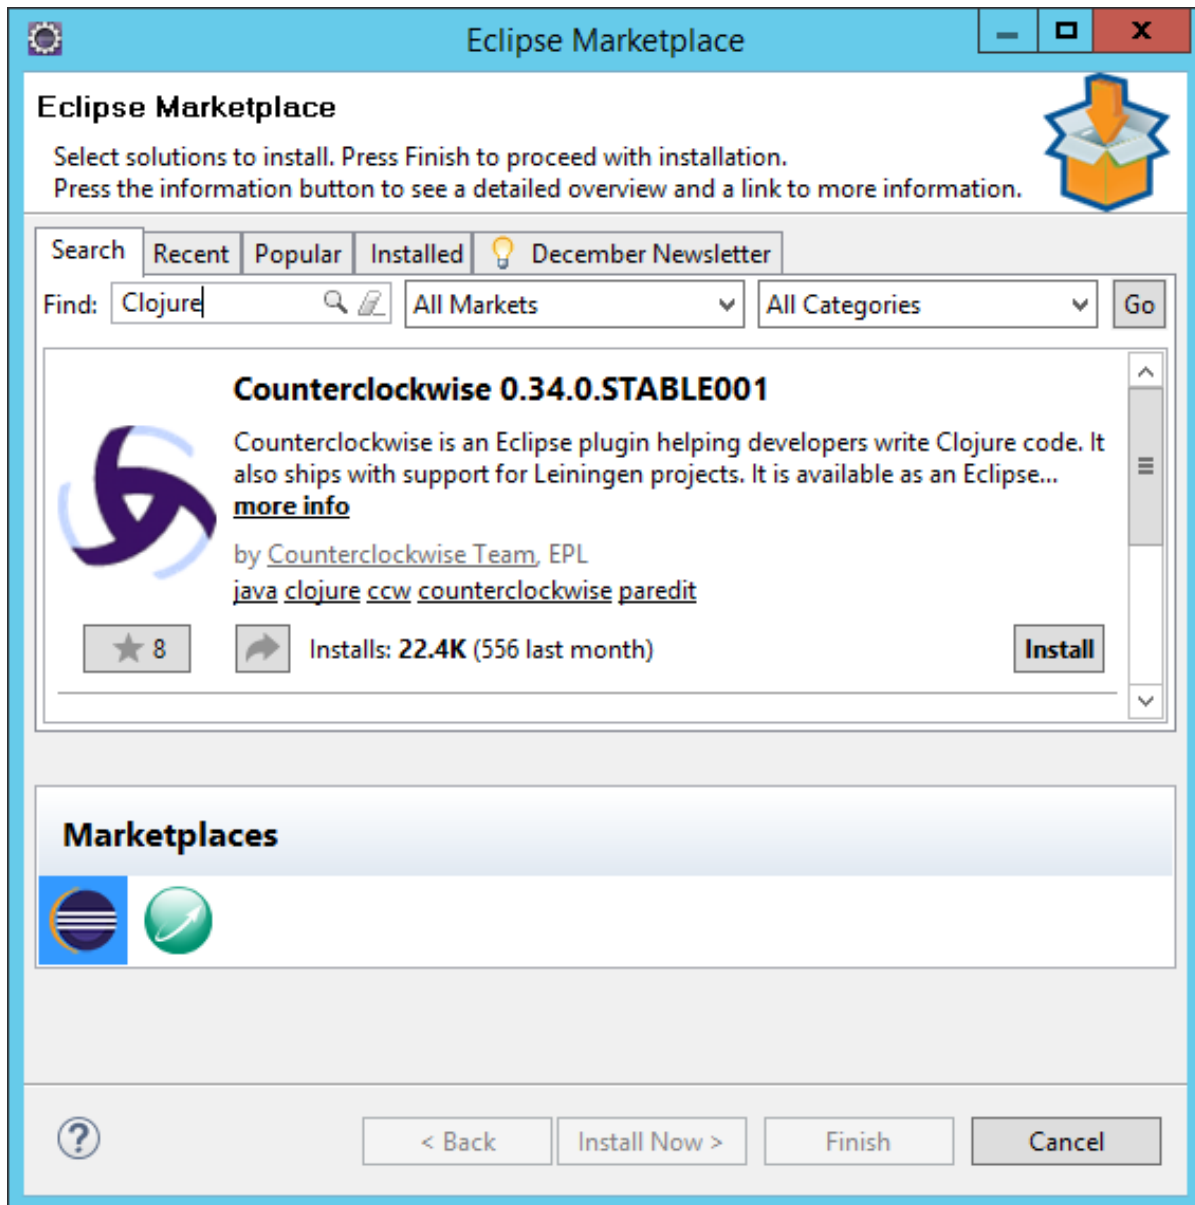 Eclipse Marketplace
Eclipse Marketplace
Select solutions to install. Press Finish to proceed with installation.
Press the information button to see a detailed overview and a link to more information.
Search Recent Popular Installed December Newsletter
Find: Clojure All Markets All Categories Go
Counterclockwise 0.34.0.STABLE001
Counterclockwise is an Eclipse plugin helping developers write Clojure code. It
also ships with support for Leiningen projects. It is available as an Eclipse...
more info
by Counterclockwise Team, EPL
java clojure ccw counterclockwise paredit
8 Installs: 22.4K (556 last month) Install
Marketplaces
? < Back Install Now > Finish Cancel